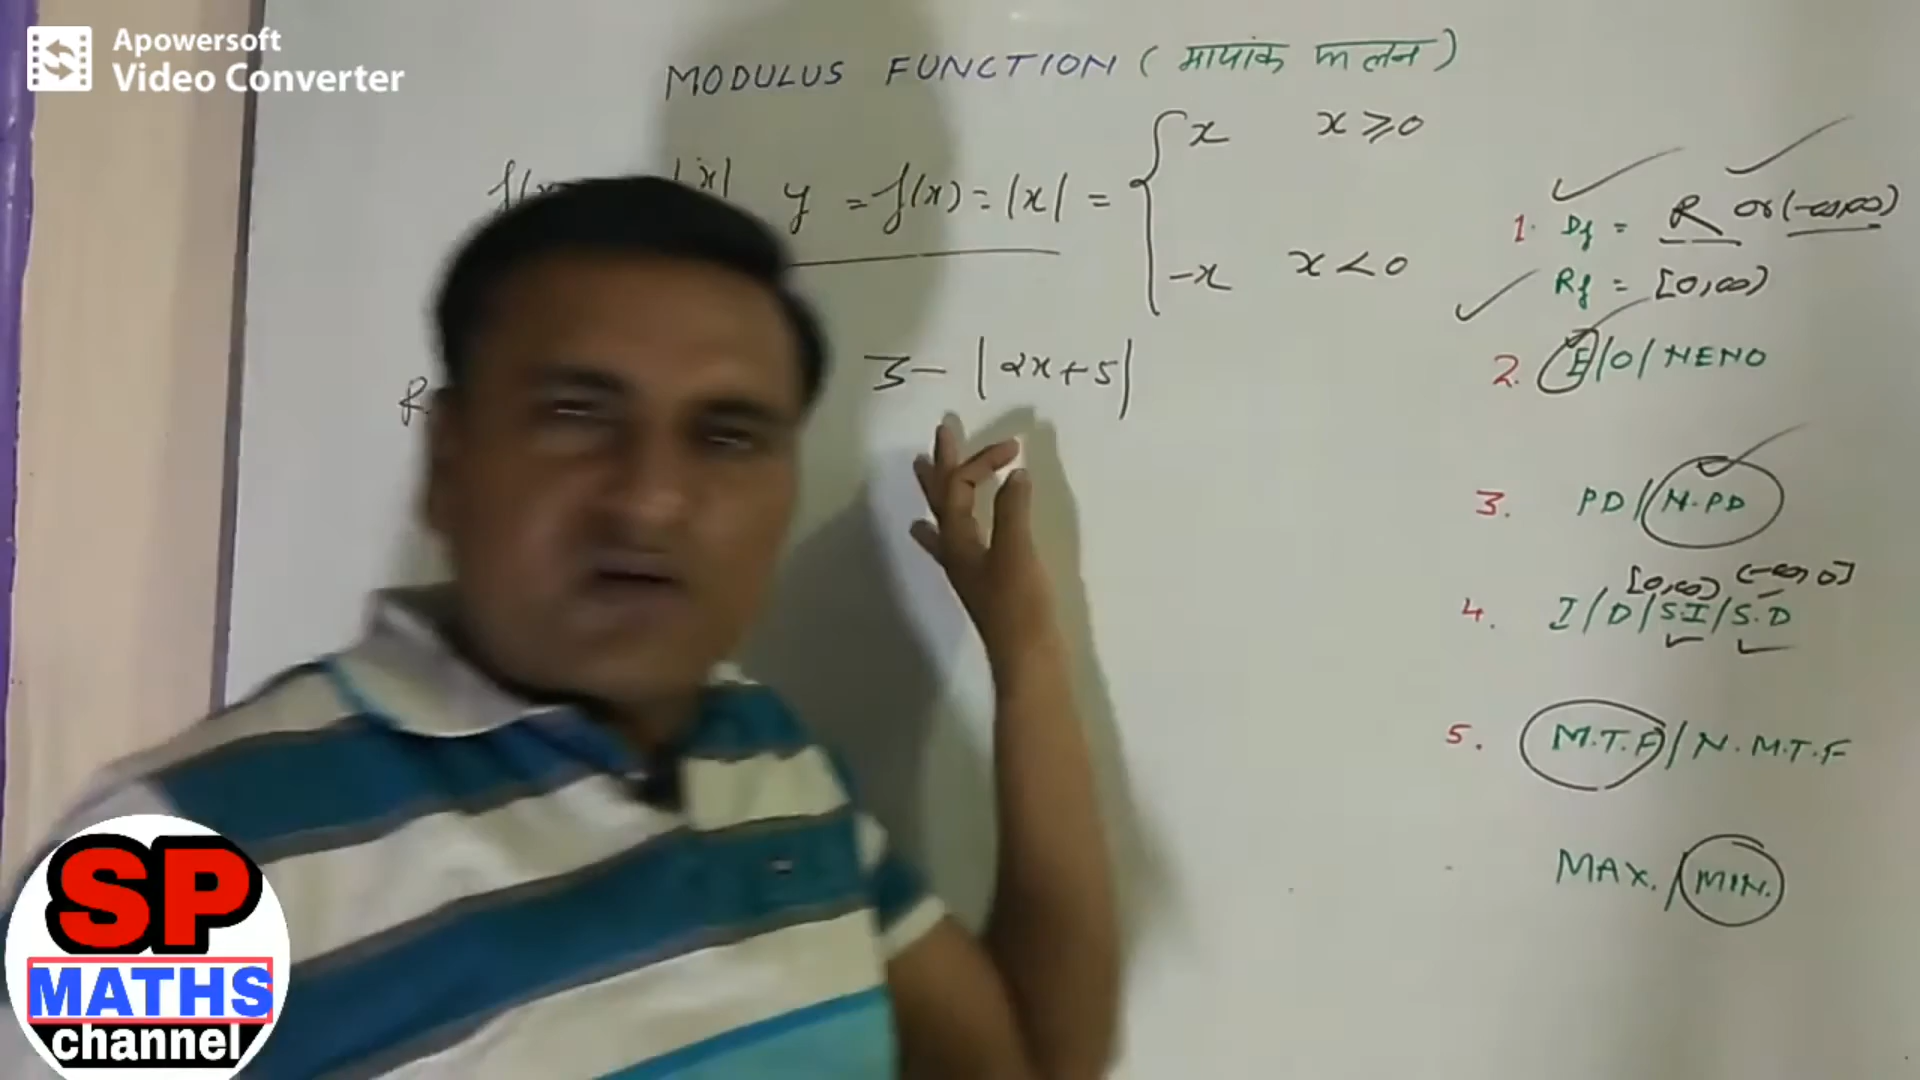 Apowersoft
Video Converter
MODULUS FUNCTION (मापांक फलन)
|x| y = f(x) = |x| = { x x ≥ 0
-x x < 0
3 - |2x+5|
1. Df = R or (-∞,∞)
Rf = [0,∞)
2. E/O/NENO
3. PD/N.PD
[0,∞) (-∞,0]
4. I/D/S.I/S.D
5. M.T.F/N.M.T.F
MAX./MIN.
SP
MATHS
channel